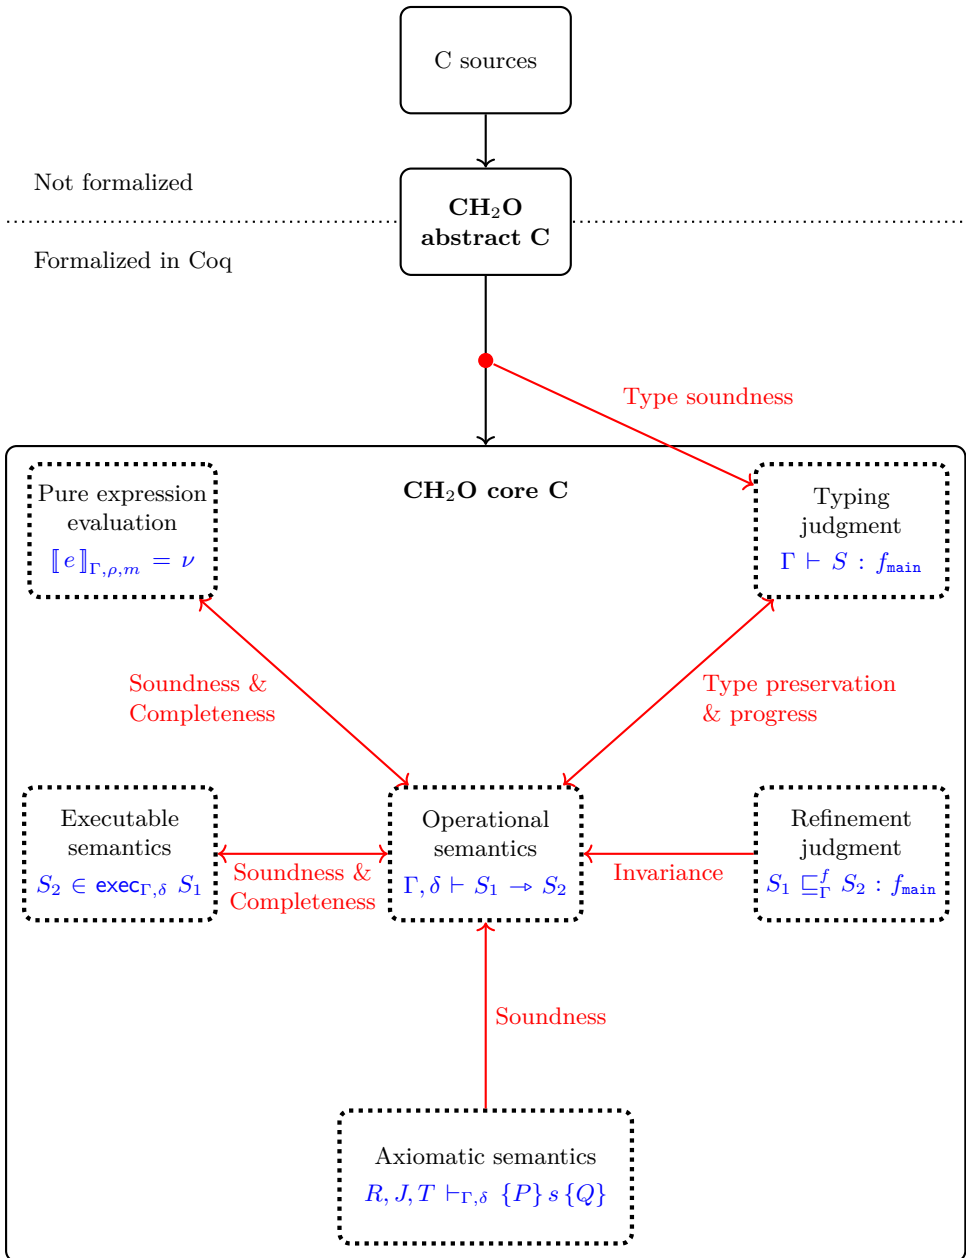 C sources
Not formalized
CH₂O
abstract C
Formalized in Coq
Type soundness
CH₂O core C
Pure expression
evaluation
⟦e⟧Γ,ρ,m = ν
Typing
judgment
Γ ⊢ S : fmain
Soundness &
Completeness
Type preservation
& progress
Executable
semantics
S₂ ∈ execΓ,δ S₁
Soundness &
Completeness
Operational
semantics
Γ, δ ⊢ S₁ ⇾ S₂
Invariance
Refinement
judgment
S₁ ⊑Γ^f S₂ : fmain
Soundness
Axiomatic semantics
R, J, T ⊢Γ,δ {P} s {Q}